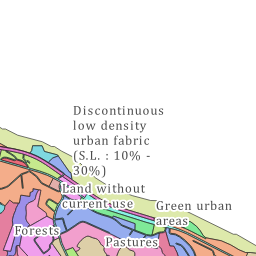 Discontinuous
low density
urban fabric
(S.L. : 10% -
30%)
Land without
current use
Green urban
areas
Forests
Pastures